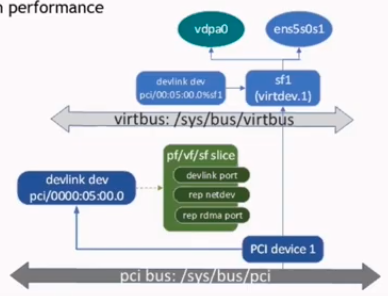 n performance
vdpa0
ens5s0s1
devlink dev
pci/00:05:00.0%sf1
sf1
(virtdev.1)
virtbus: /sys/bus/virtbus
pf/vf/sf slice
devlink port
rep netdev
rep rdma port
devlink dev
pci/0000:05:00.0
PCI device 1
pci bus: /sys/bus/pci